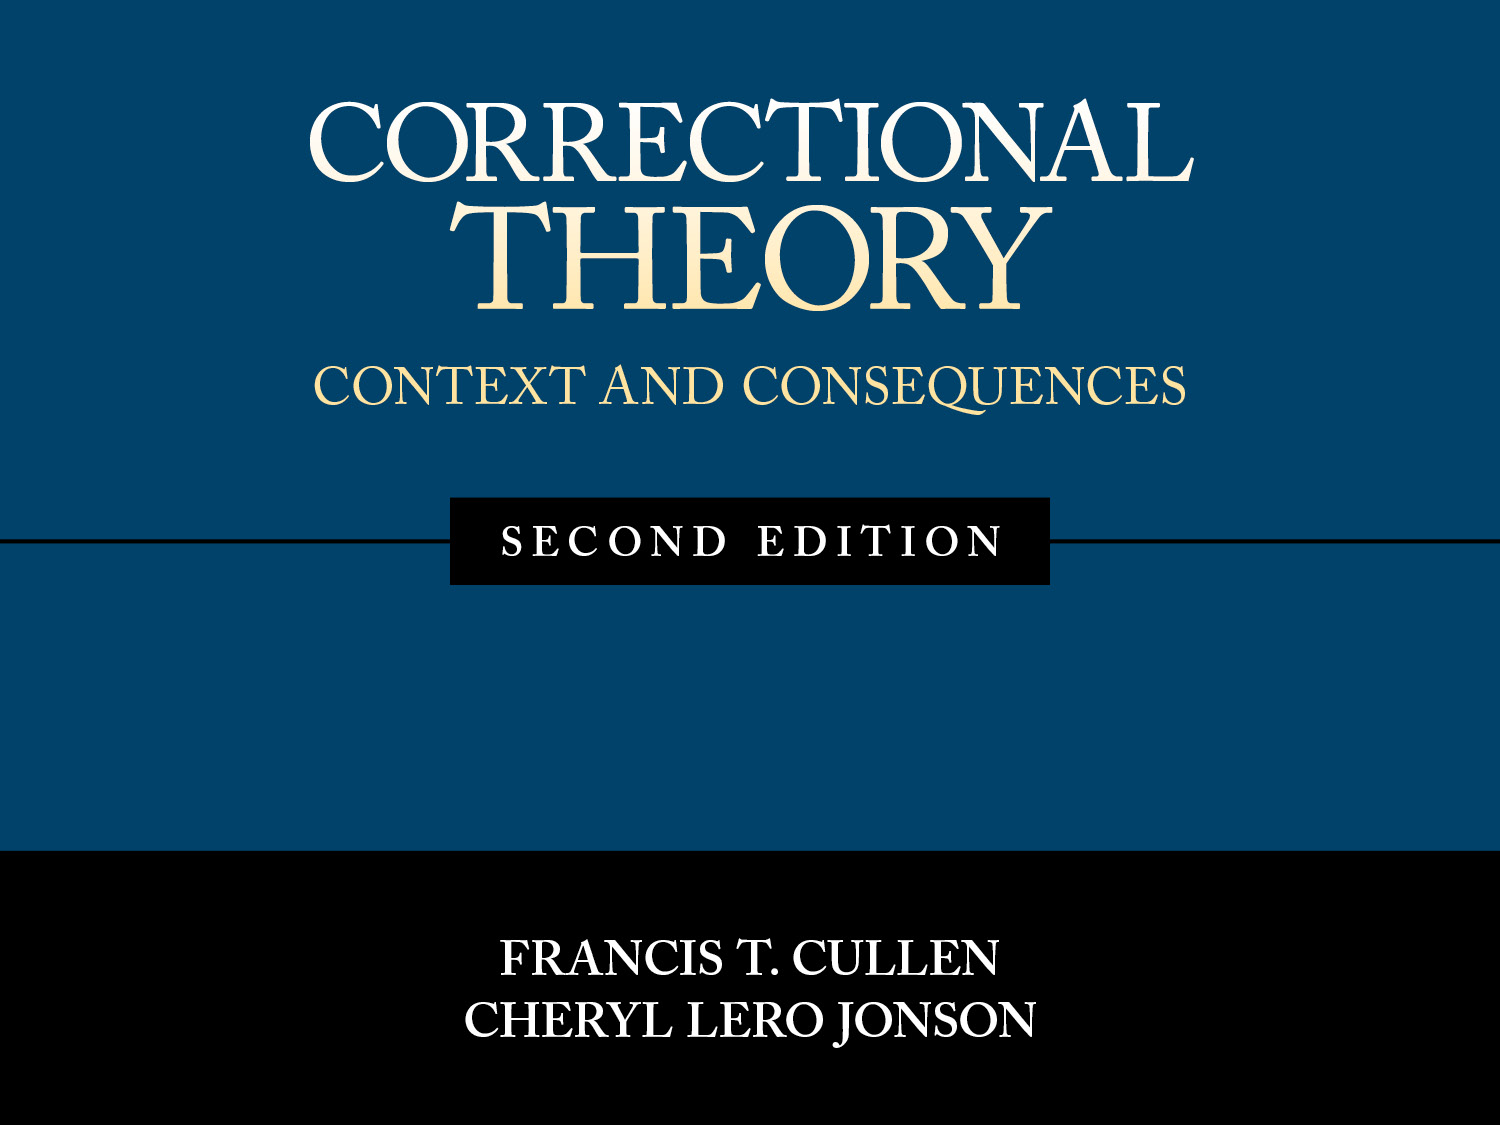 CORRECTIONAL
THEORY
CONTEXT AND CONSEQUENCES
SECOND EDITION
FRANCIS T. CULLEN
CHERYL LERO JONSON